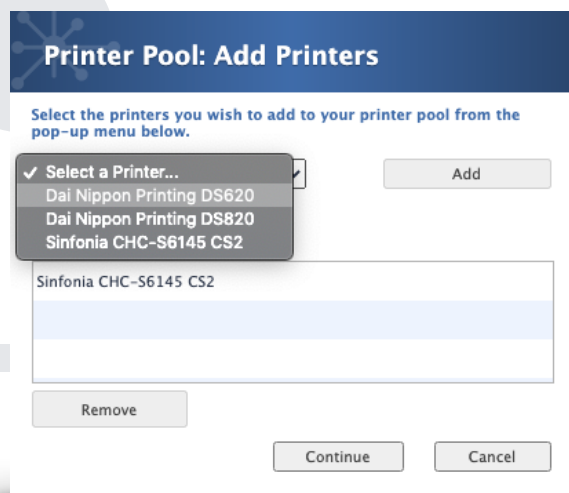 Printer Pool: Add Printers
Select the printers you wish to add to your printer pool from the
pop-up menu below.
✓ Select a Printer...
Add
Dai Nippon Printing DS620
Dai Nippon Printing DS820
Sinfonia CHC-S6145 CS2
Sinfonia CHC-S6145 CS2
Remove
Continue
Cancel